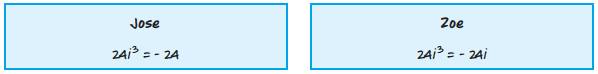 Jose
2Ai³ = - 2A
Zoe
2Ai³ = - 2Ai